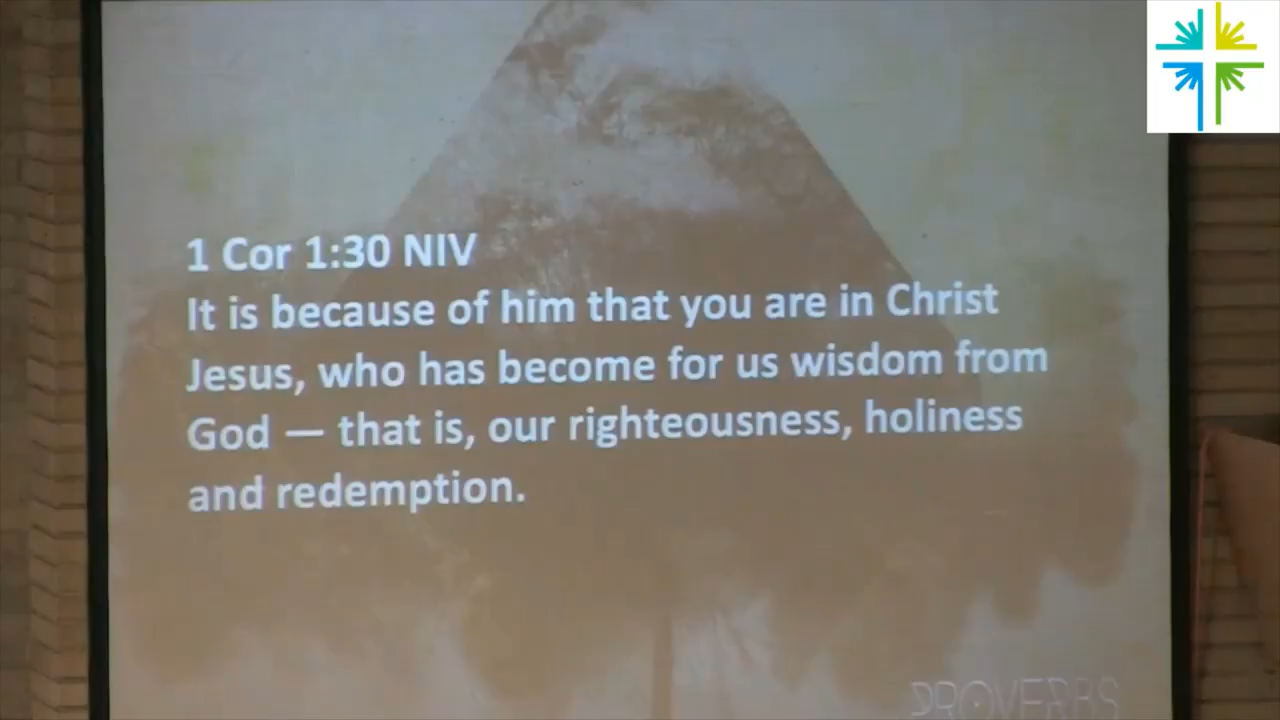 1 Cor 1:30 NIV
It is because of him that you are in Christ
Jesus, who has become for us wisdom from
God — that is, our righteousness, holiness
and redemption.
PROVERBS